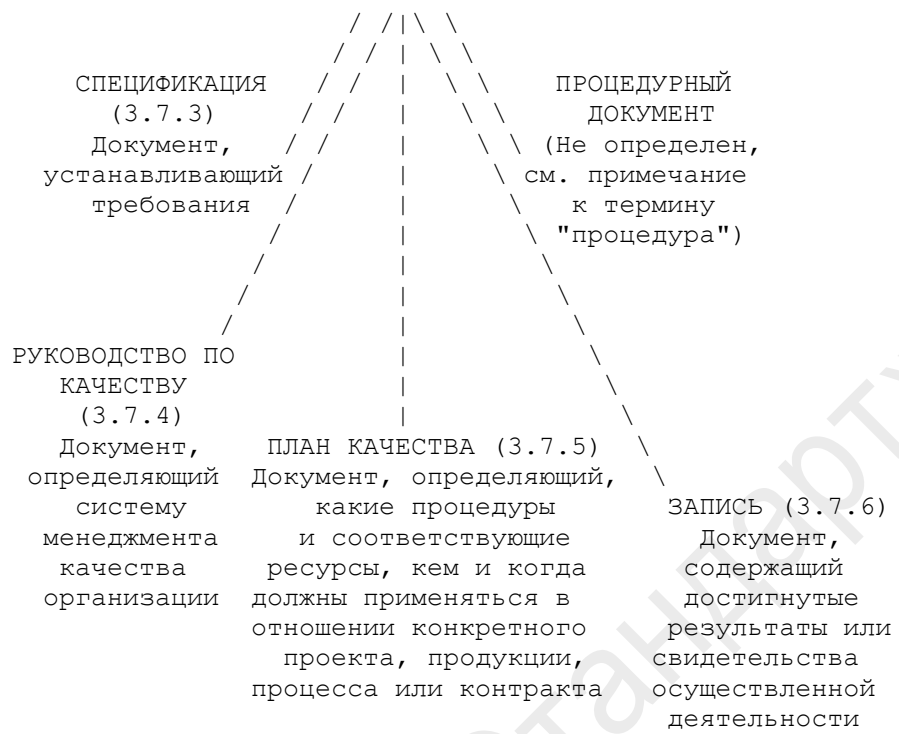 СПЕЦИФИКАЦИЯ
(3.7.3)
Документ,
устанавливающий
требования
ПРОЦЕДУРНЫЙ
ДОКУМЕНТ
(Не определен,
см. примечание
к термину
"процедура")
РУКОВОДСТВО ПО
КАЧЕСТВУ
(3.7.4)
Документ,
определяющий
систему
менеджмента
качества
организации
ПЛАН КАЧЕСТВА (3.7.5)
Документ, определяющий,
какие процедуры
и соответствующие
ресурсы, кем и когда
должны применяться в
отношении конкретного
проекта, продукции,
процесса или контракта
ЗАПИСЬ (3.7.6)
Документ,
содержащий
достигнутые
результаты или
свидетельства
осуществленной
деятельности